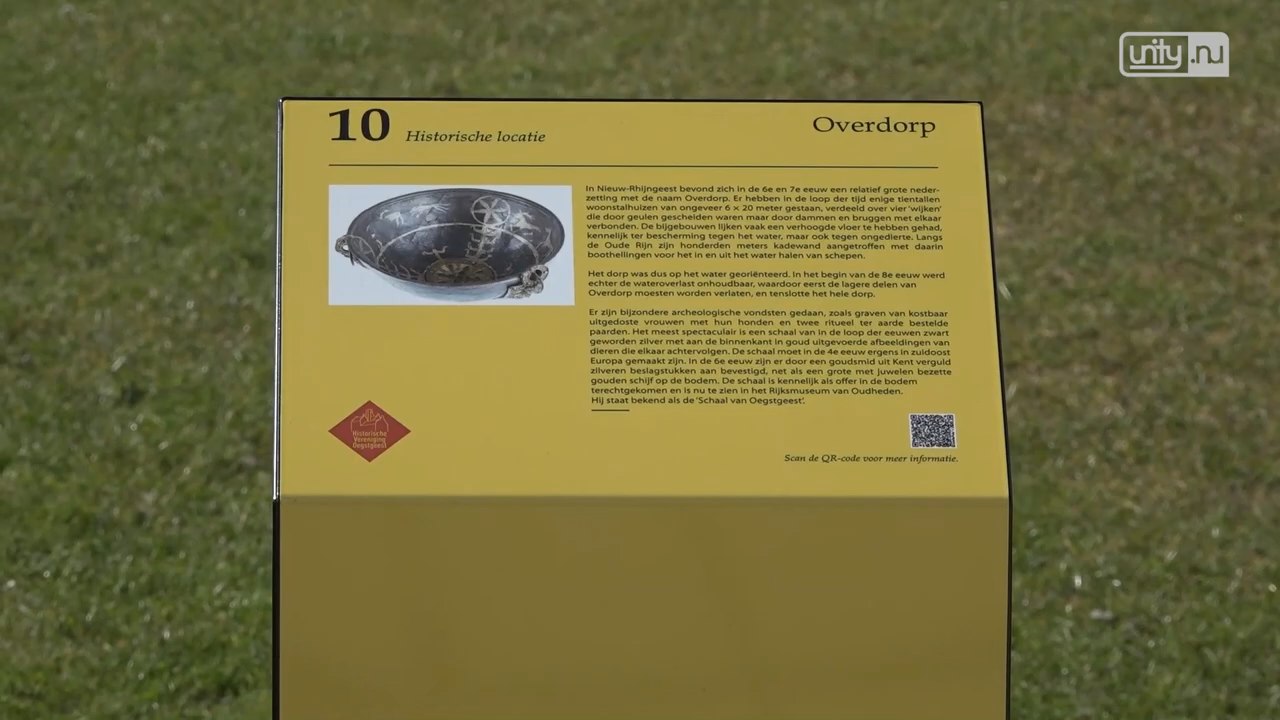 unity.nu
10 Historische locatie
Overdorp
In Nieuw-Rhijngeest bevond zich in de 6e en 7e eeuw een relatief grote neder-
zetting met de naam Overdorp. Er hebben in de loop der tijd enige tientallen
woonstalhuizen van ongeveer 6 × 20 meter gestaan, verdeeld over vier 'wijken'
die door geulen gescheiden waren maar door dammen en bruggen met elkaar
verbonden. De bijgebouwen lijken vaak een verhoogde vloer te hebben gehad,
kennelijk ter bescherming tegen het water, maar ook tegen ongedierte. Langs
de Oude Rijn zijn honderden meters kadewand aangetroffen met daarin
boothellingen voor het in en uit het water halen van schepen.
Het dorp was dus op het water georiënteerd. In het begin van de 8e eeuw werd
echter de wateroverlast onhoudbaar, waardoor eerst de lagere delen van
Overdorp moesten worden verlaten, en tenslotte het hele dorp.
Er zijn bijzondere archeologische vondsten gedaan, zoals graven van kostbaar
uitgedoste vrouwen met hun honden en twee ritueel ter aarde bestelde
paarden. Het meest spectaculair is een schaal van in de loop der eeuwen zwart
geworden zilver met aan de binnenkant in goud uitgevoerde afbeeldingen van
dieren die elkaar achtervolgen. De schaal moet in de 4e eeuw ergens in zuidoost
Europa gemaakt zijn. In de 6e eeuw zijn er door een goudsmid uit Kent verguld
zilveren beslagstukken aan bevestigd, net als een grote met juwelen bezette
gouden schijf op de bodem. De schaal is kennelijk als offer in de bodem
terechtgekomen en is nu te zien in het Rijksmuseum van Oudheden.
Hij staat bekend als de 'Schaal van Oegstgeest'.
Historische
Vereniging
Oegstgeest
Scan de QR-code voor meer informatie.